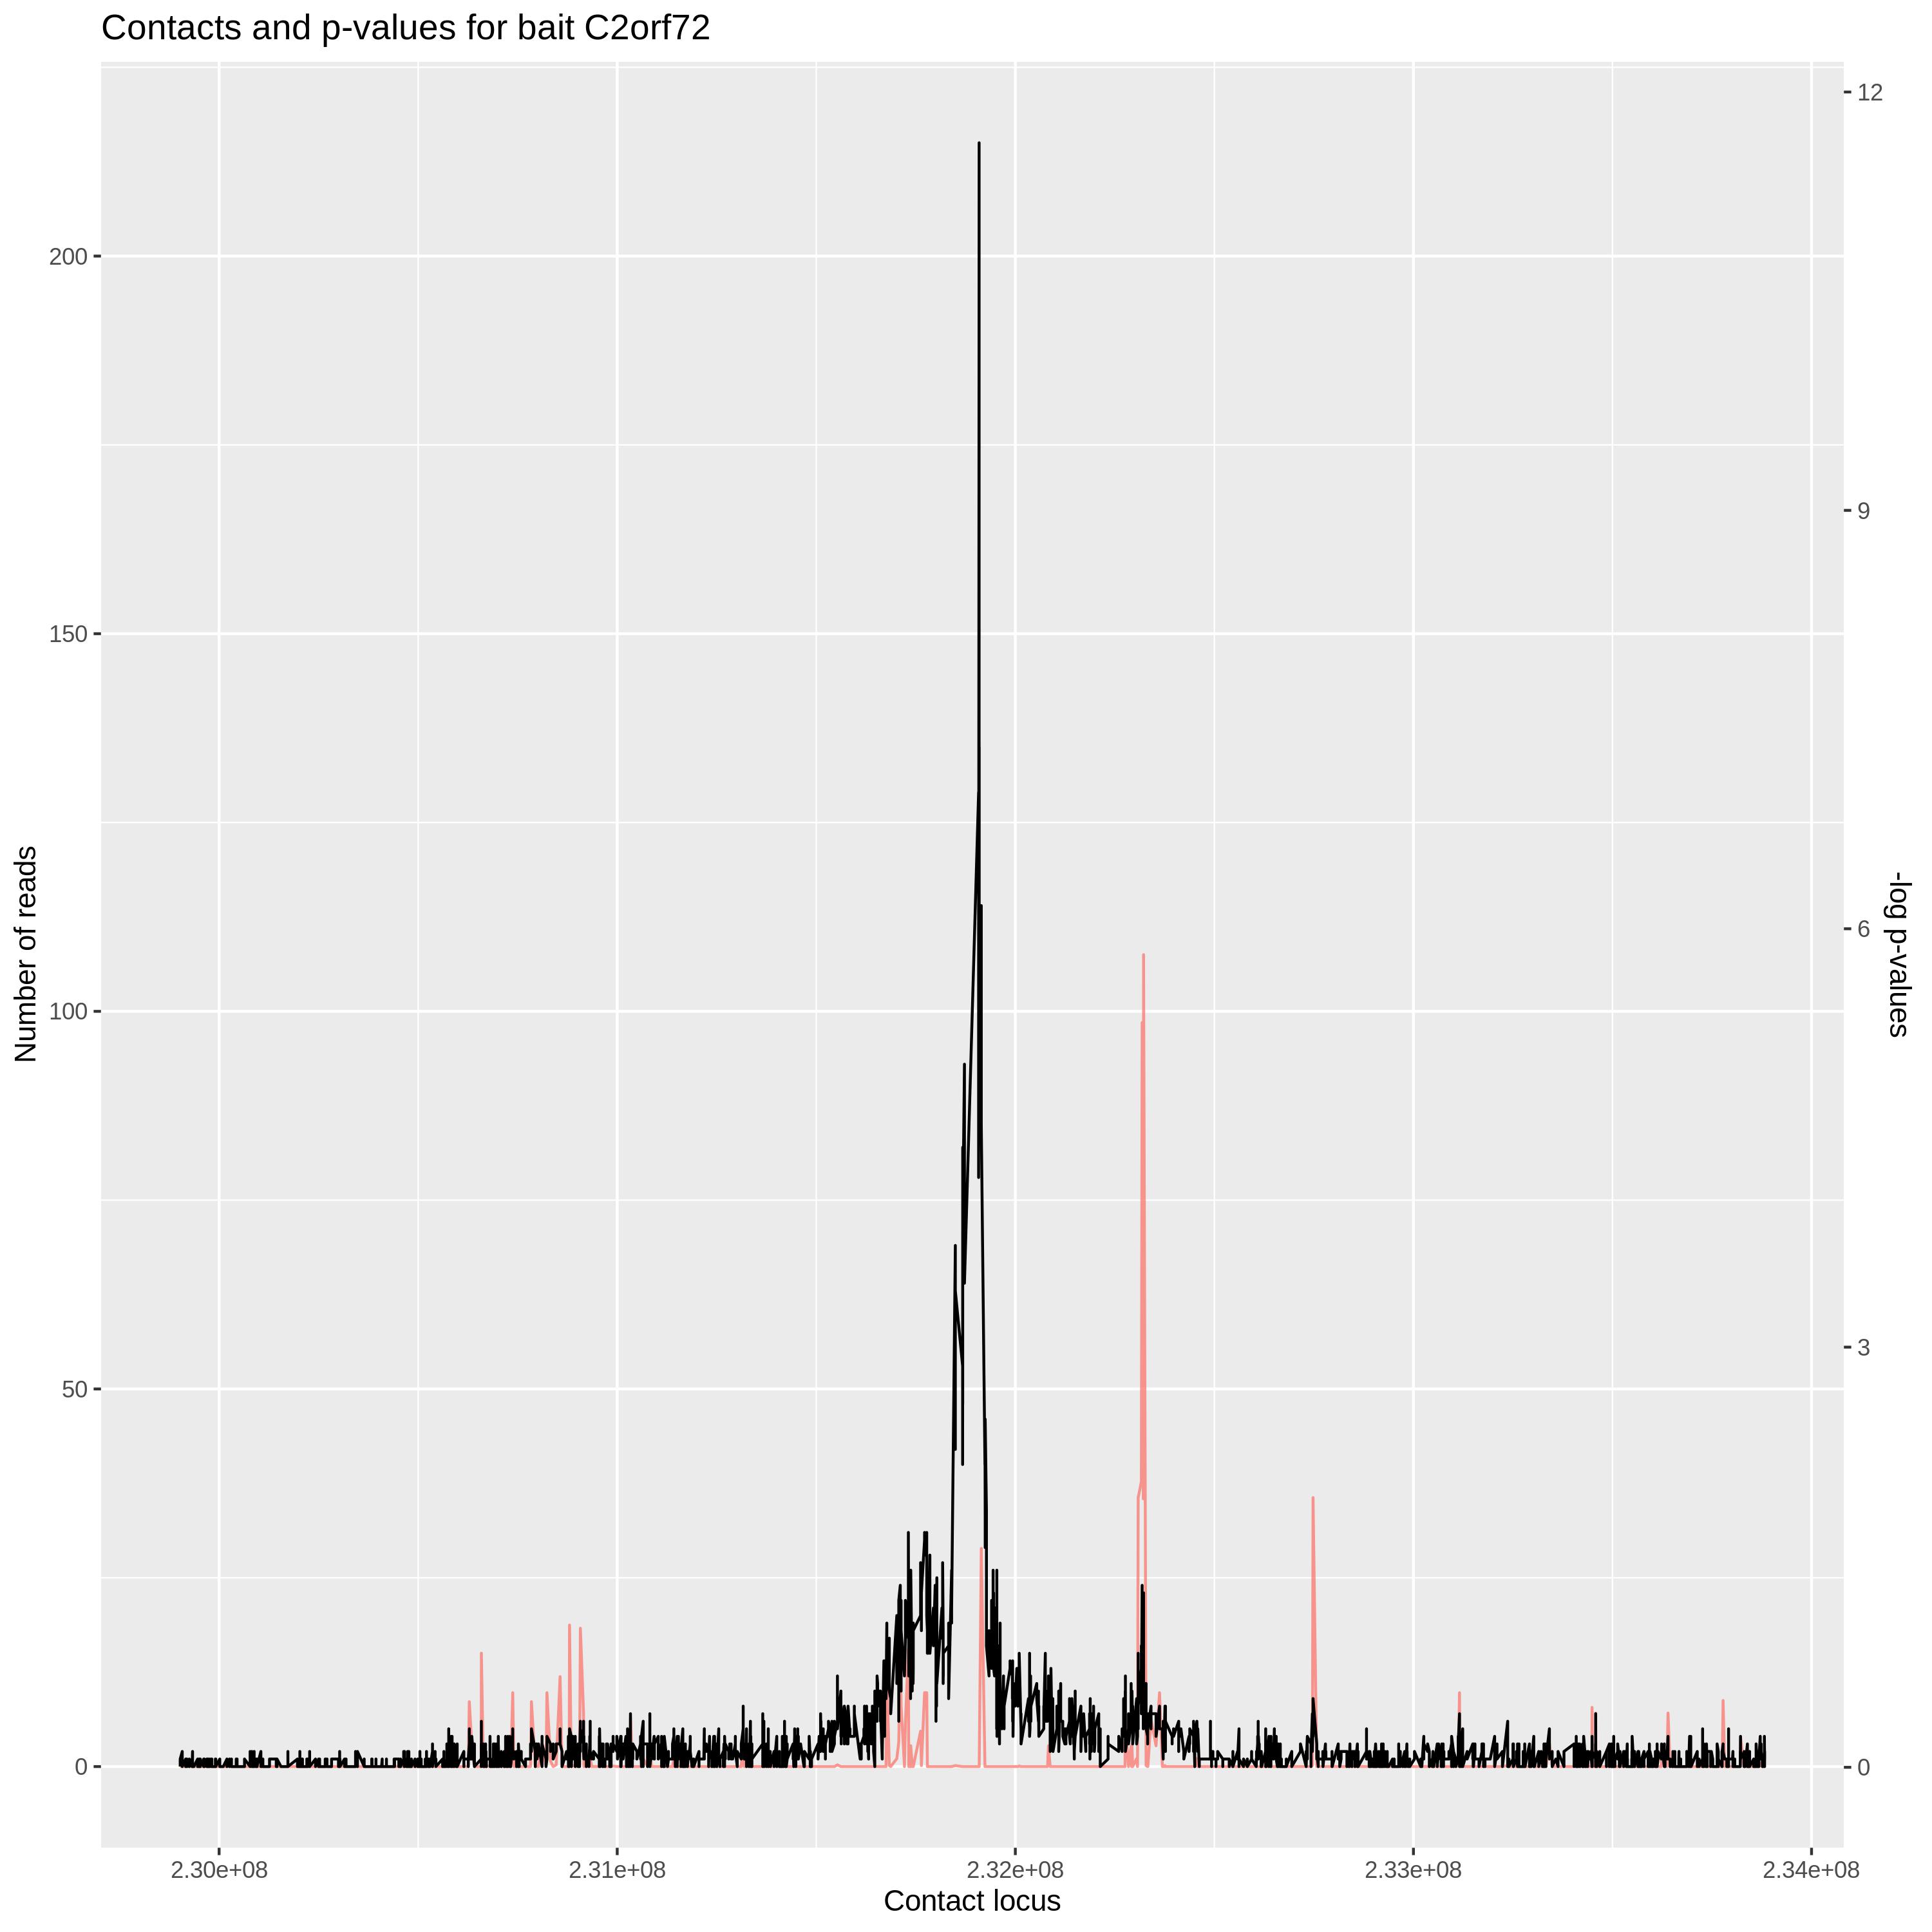 Contacts and p-values for bait C2orf72
200
150
100
50
0
Number of reads
12
9
6
3
0
-log p-values
2.30e+08
2.31e+08
2.32e+08
2.33e+08
2.34e+08
Contact locus